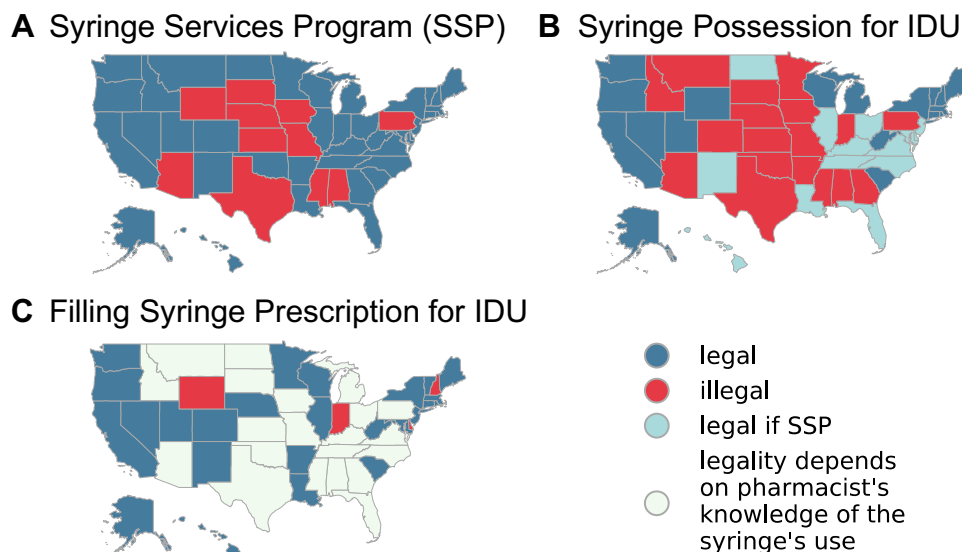 A Syringe Services Program (SSP)
B Syringe Possession for IDU
C Filling Syringe Prescription for IDU
legal
illegal
legal if SSP
legality depends
on pharmacist's
knowledge of the
syringe's use